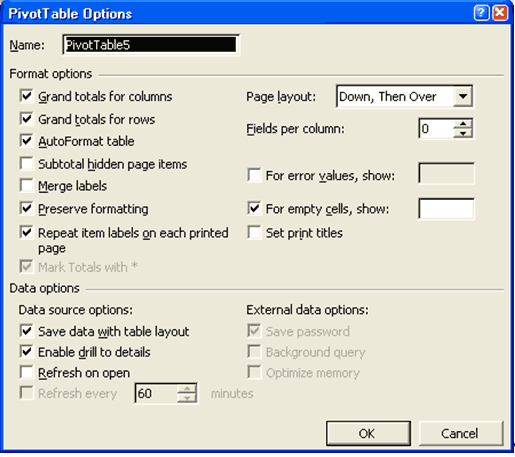 PivotTable Options
Name: PivotTable5
Format options
Grand totals for columns
Page layout: Down, Then Over
Grand totals for rows
Fields per column: 0
AutoFormat table
Subtotal hidden page items
For error values, show:
Merge labels
Preserve formatting
For empty cells, show:
Repeat item labels on each printed
page
Set print titles
Mark Totals with *
Data options
Data source options:
External data options:
Save data with table layout
Save password
Enable drill to details
Background query
Refresh on open
Optimize memory
Refresh every 60 minutes
OK
Cancel